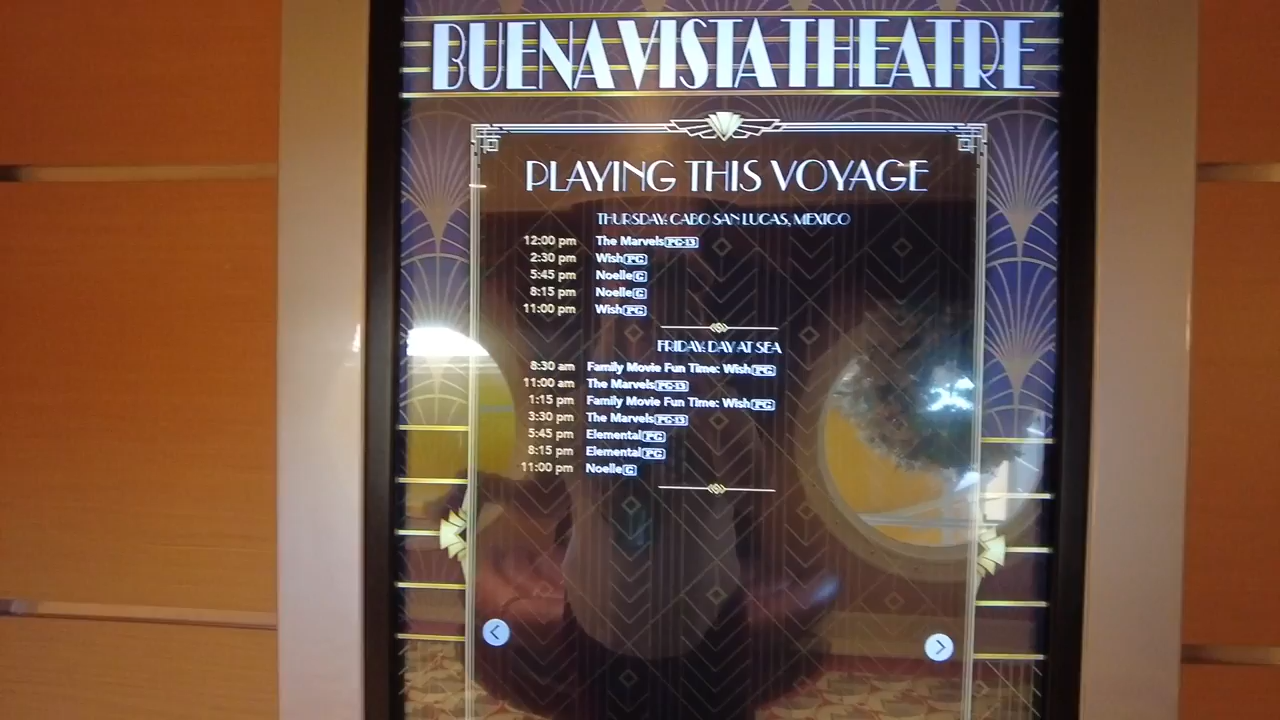 BUENA VISTA THEATRE
PLAYING THIS VOYAGE
THURSDAY: CABO SAN LUCAS, MEXICO
12:00 pm The Marvels PG-13
2:30 pm Wish PG
5:45 pm Noelle G
8:15 pm Noelle G
11:00 pm Wish PG
FRIDAY: DAY AT SEA
8:30 am Family Movie Fun Time: Wish PG
11:00 am The Marvels PG-13
1:15 pm Family Movie Fun Time: Wish PG
3:30 pm The Marvels PG-13
5:45 pm Elemental PG
8:15 pm Elemental PG
11:00 pm Noelle G